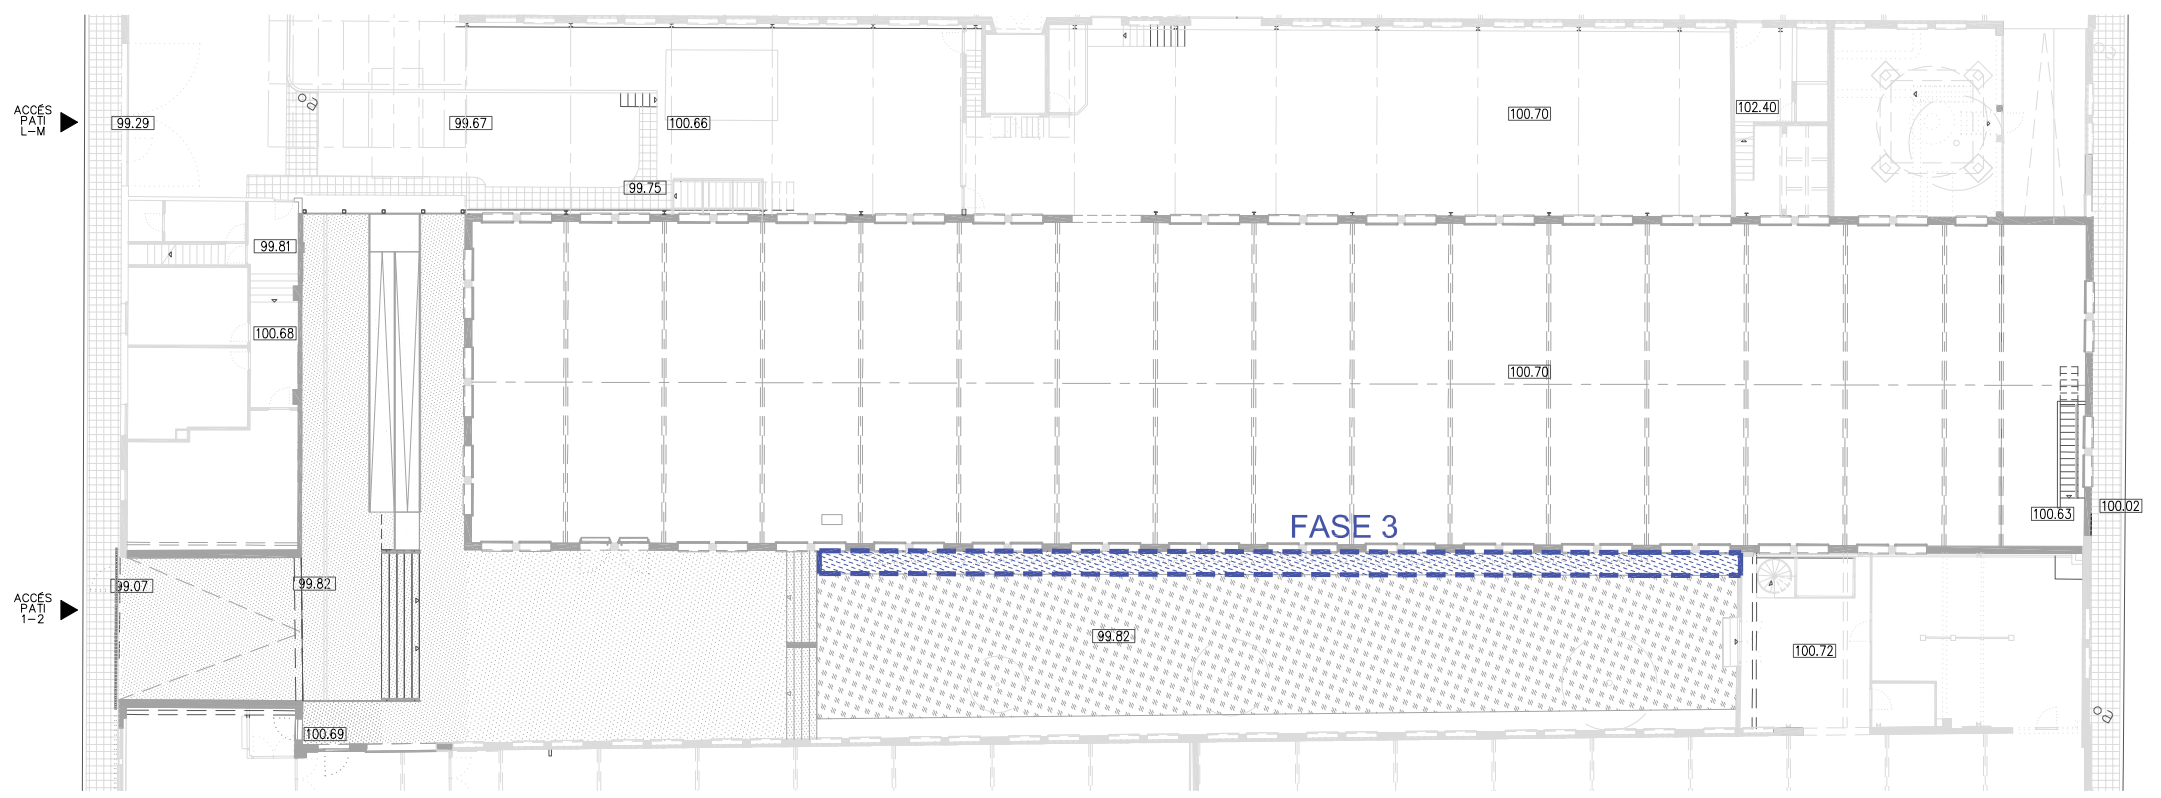 ACCÉS
PATI
L-M
99.29
99.67
100.66
100.70
102.40
99.75
99.81
100.68
100.70
FASE 3
100.63
100.02
ACCÉS
PATI
1-2
99.07
99.82
99.82
100.72
100.69